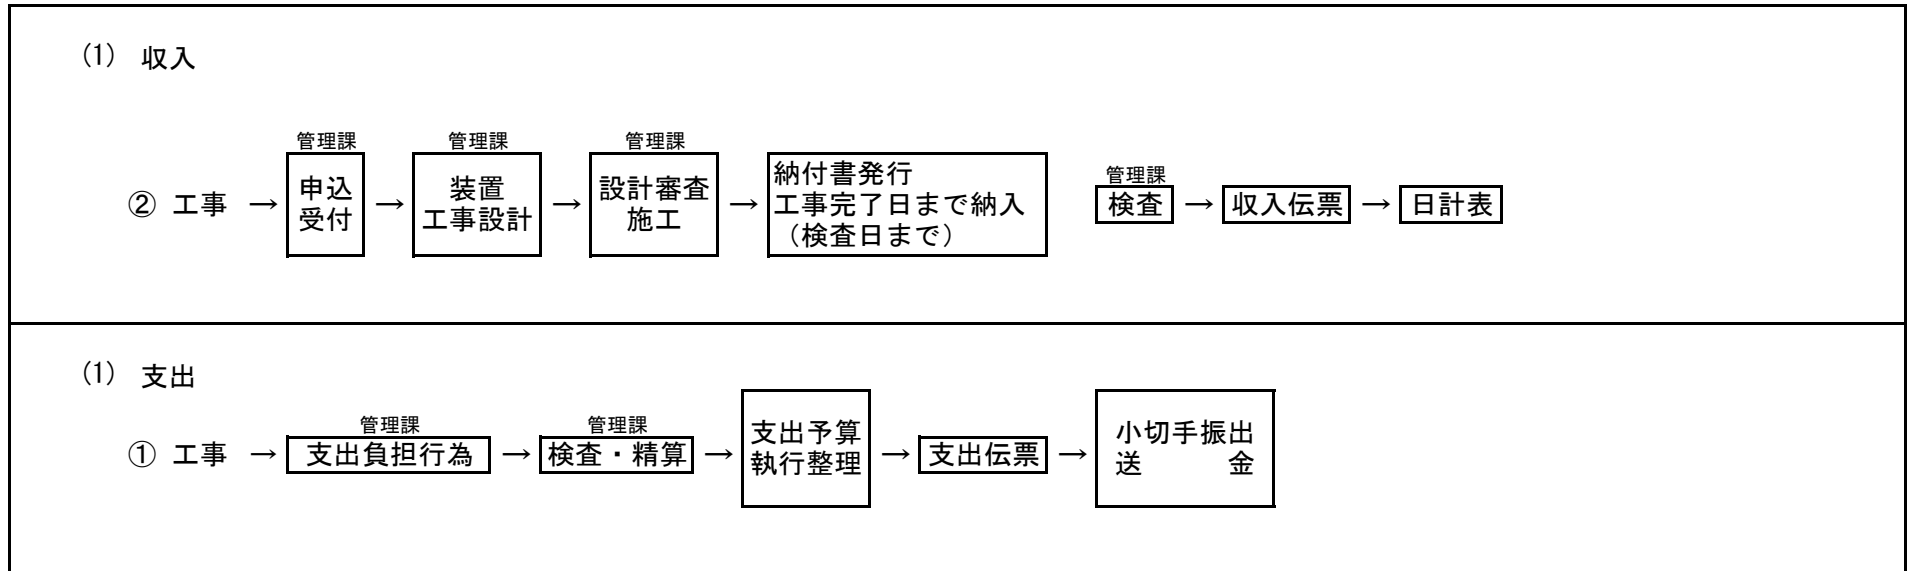 (1) 収入
管理課 管理課 管理課
管理課
② 工事 → 申込受付 → 装置工事設計 → 設計審査施工 → 納付書発行
工事完了日まで納入
（検査日まで）
検査 → 収入伝票 → 日計表
(1) 支出
管理課 管理課
① 工事 → 支出負担行為 → 検査・精算 → 支出予算執行整理 → 支出伝票 → 小切手振出
送　　　金